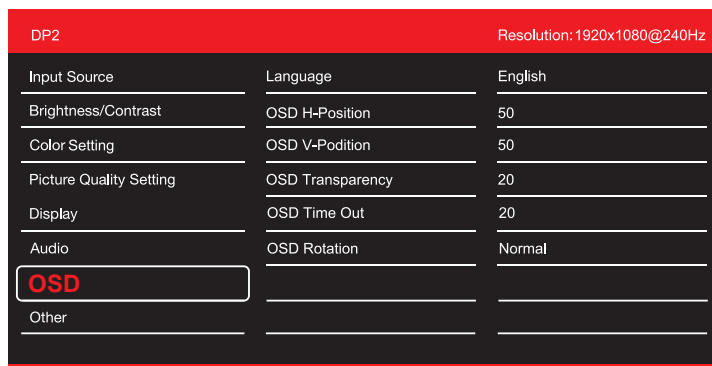 DP2 Resolution: 1920x1080@240Hz
Input Source Language English
Brightness/Contrast OSD H-Position 50
Color Setting OSD V-Podition 50
Picture Quality Setting OSD Transparency 20
Display OSD Time Out 20
Audio OSD Rotation Normal
OSD
Other